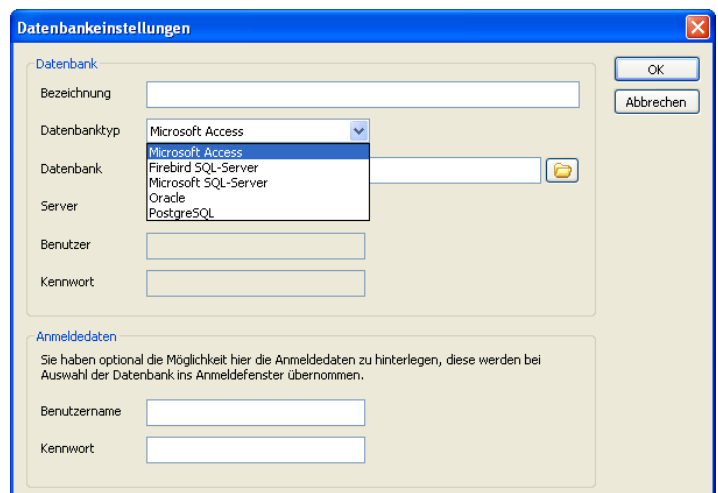 Datenbankeinstellungen
Datenbank
OK
Bezeichnung
Abbrechen
Datenbanktyp
Microsoft Access
Microsoft Access
Datenbank
Firebird SQL-Server
Microsoft SQL-Server
Oracle
Server
PostgreSQL
Benutzer
Kennwort
Anmeldedaten
Sie haben optional die Möglichkeit hier die Anmeldedaten zu hinterlegen, diese werden bei
Auswahl der Datenbank ins Anmeldefenster übernommen.
Benutzername
Kennwort